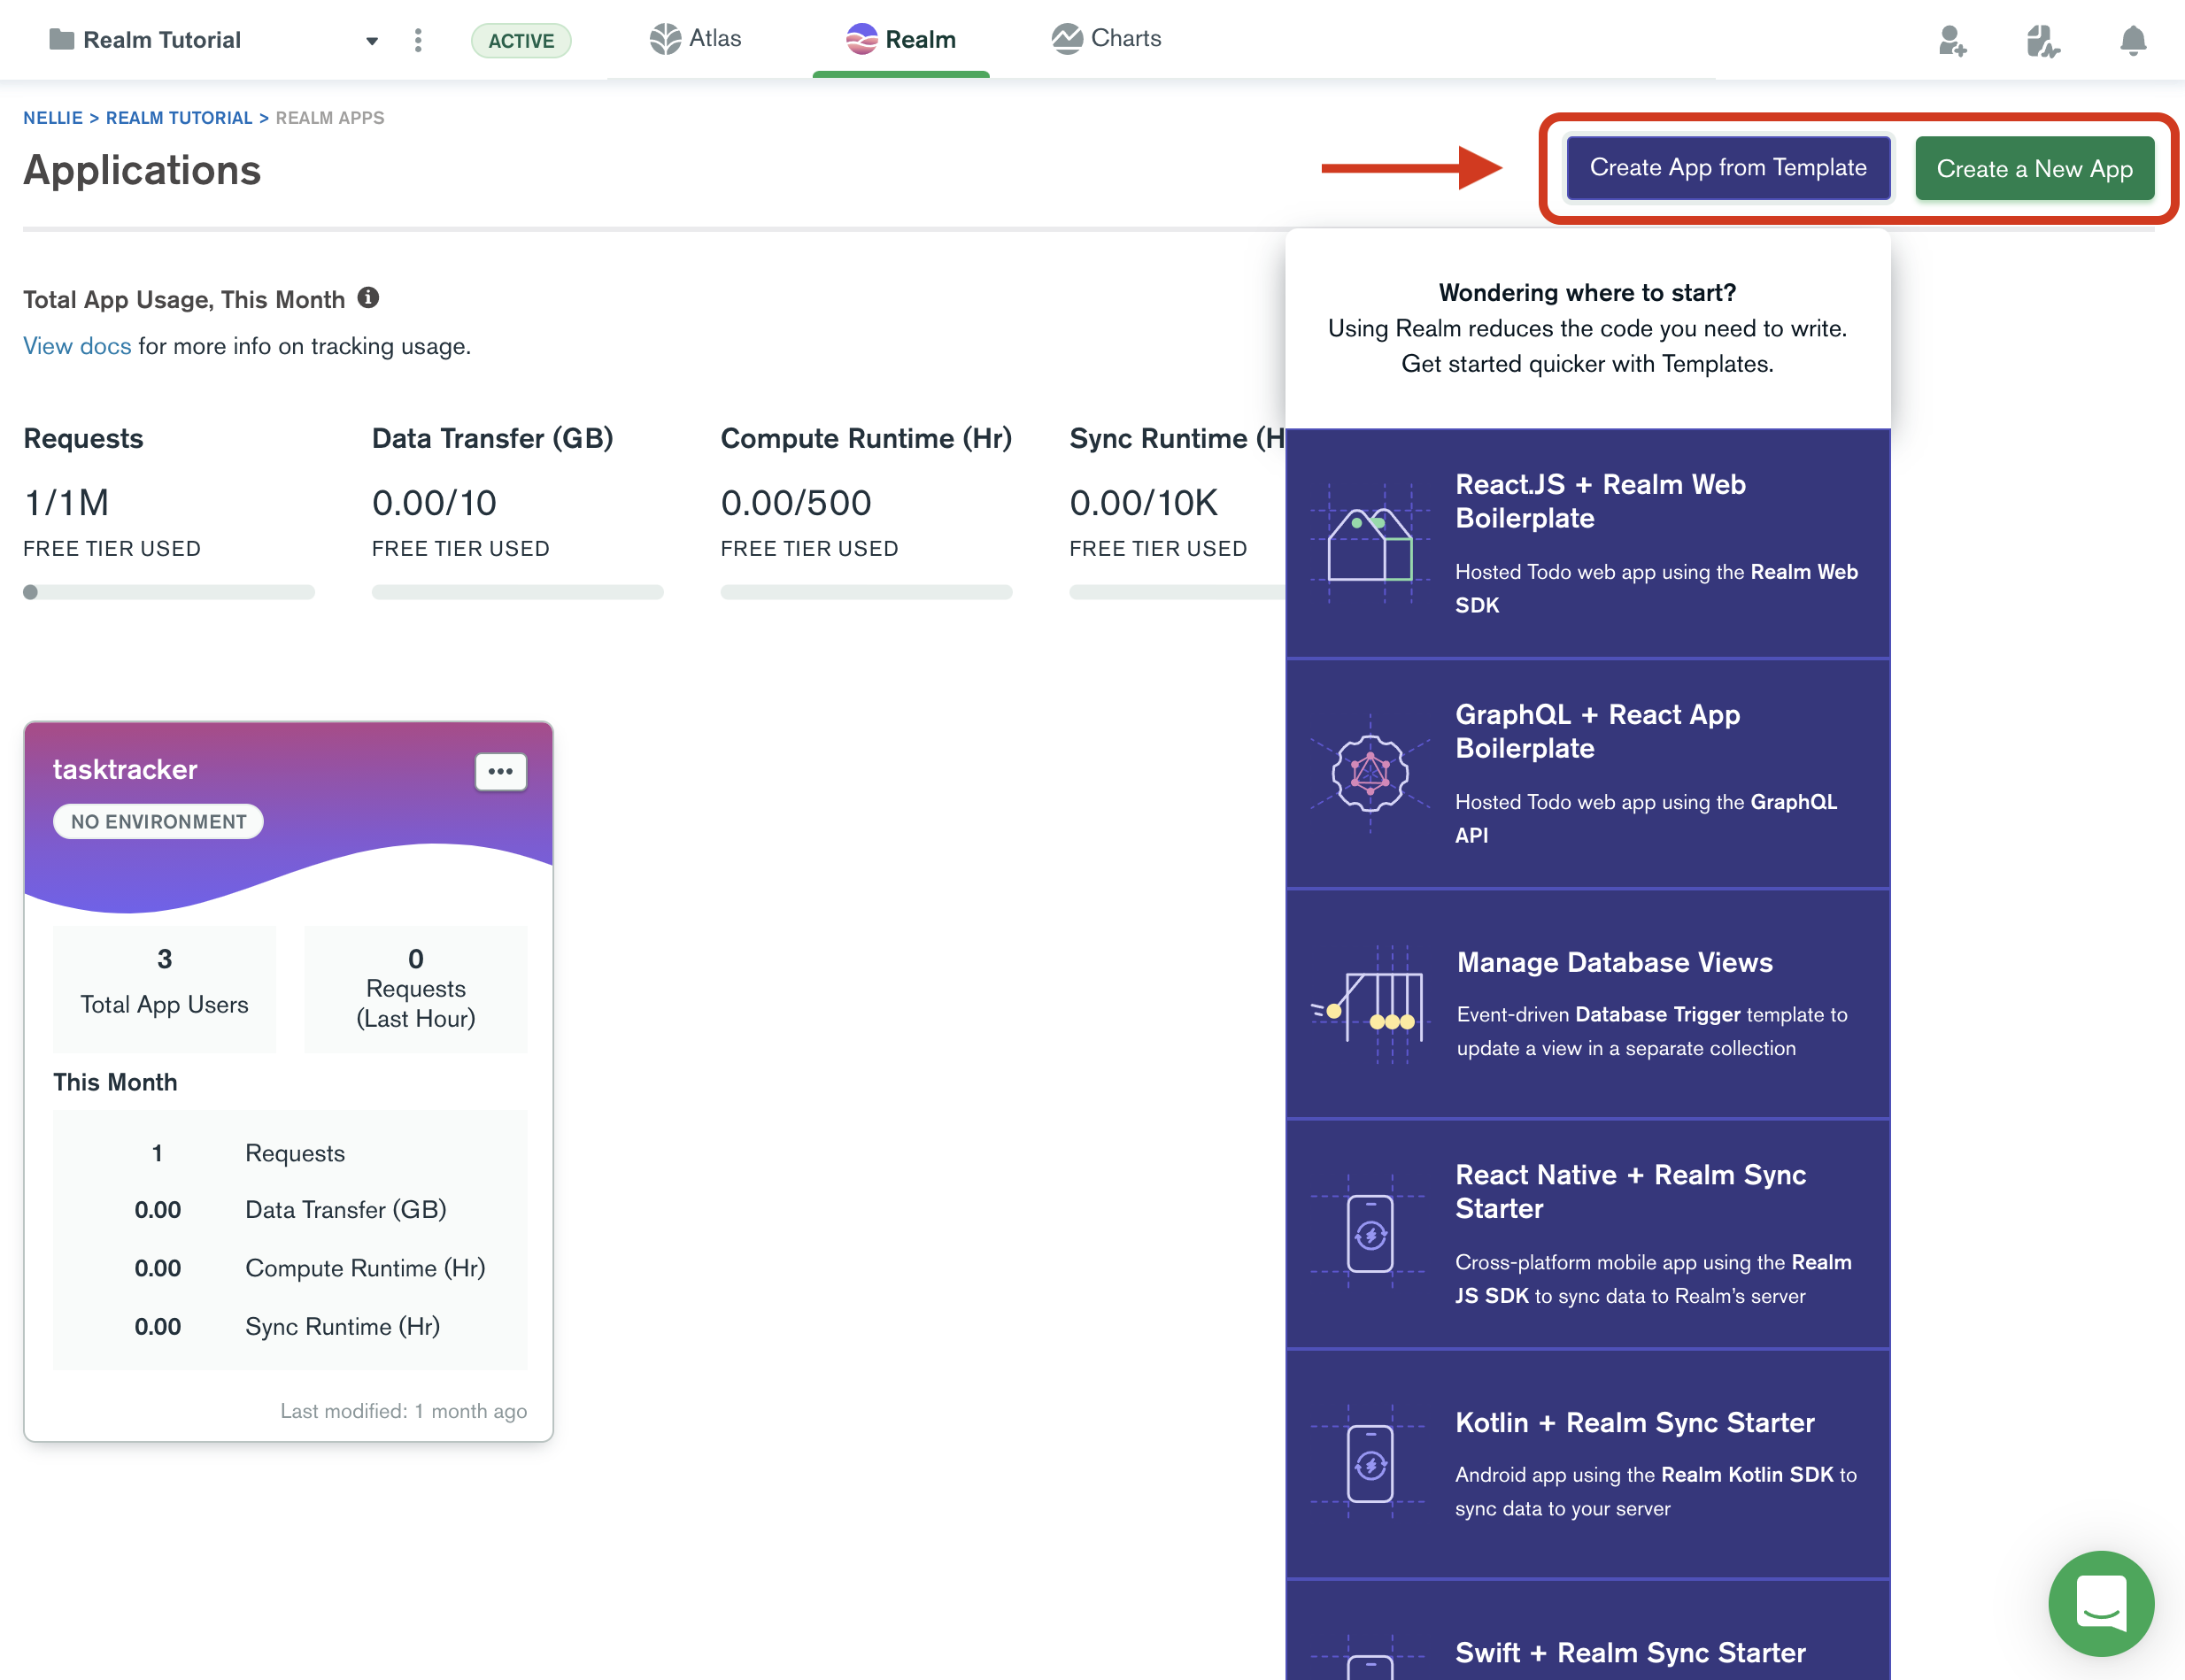 Realm Tutorial
ACTIVE
Atlas
Realm
Charts
NELLIE > REALM TUTORIAL > REALM APPS
Applications
Create App from Template
Create a New App
Total App Usage, This Month
View docs for more info on tracking usage.
Requests
1/1M
FREE TIER USED
Data Transfer (GB)
0.00/10
FREE TIER USED
Compute Runtime (Hr)
0.00/500
FREE TIER USED
Sync Runtime (H
0.00/10K
FREE TIER USED
tasktracker
NO ENVIRONMENT
3
Total App Users
0
Requests
(Last Hour)
This Month
1 Requests
0.00 Data Transfer (GB)
0.00 Compute Runtime (Hr)
0.00 Sync Runtime (Hr)
Last modified: 1 month ago
Wondering where to start?
Using Realm reduces the code you need to write.
Get started quicker with Templates.
React.JS + Realm Web
Boilerplate
Hosted Todo web app using the Realm Web
SDK
GraphQL + React App
Boilerplate
Hosted Todo web app using the GraphQL
API
Manage Database Views
Event-driven Database Trigger template to
update a view in a separate collection
React Native + Realm Sync
Starter
Cross-platform mobile app using the Realm
JS SDK to sync data to Realm's server
Kotlin + Realm Sync Starter
Android app using the Realm Kotlin SDK to
sync data to your server
Swift + Realm Sync Starter